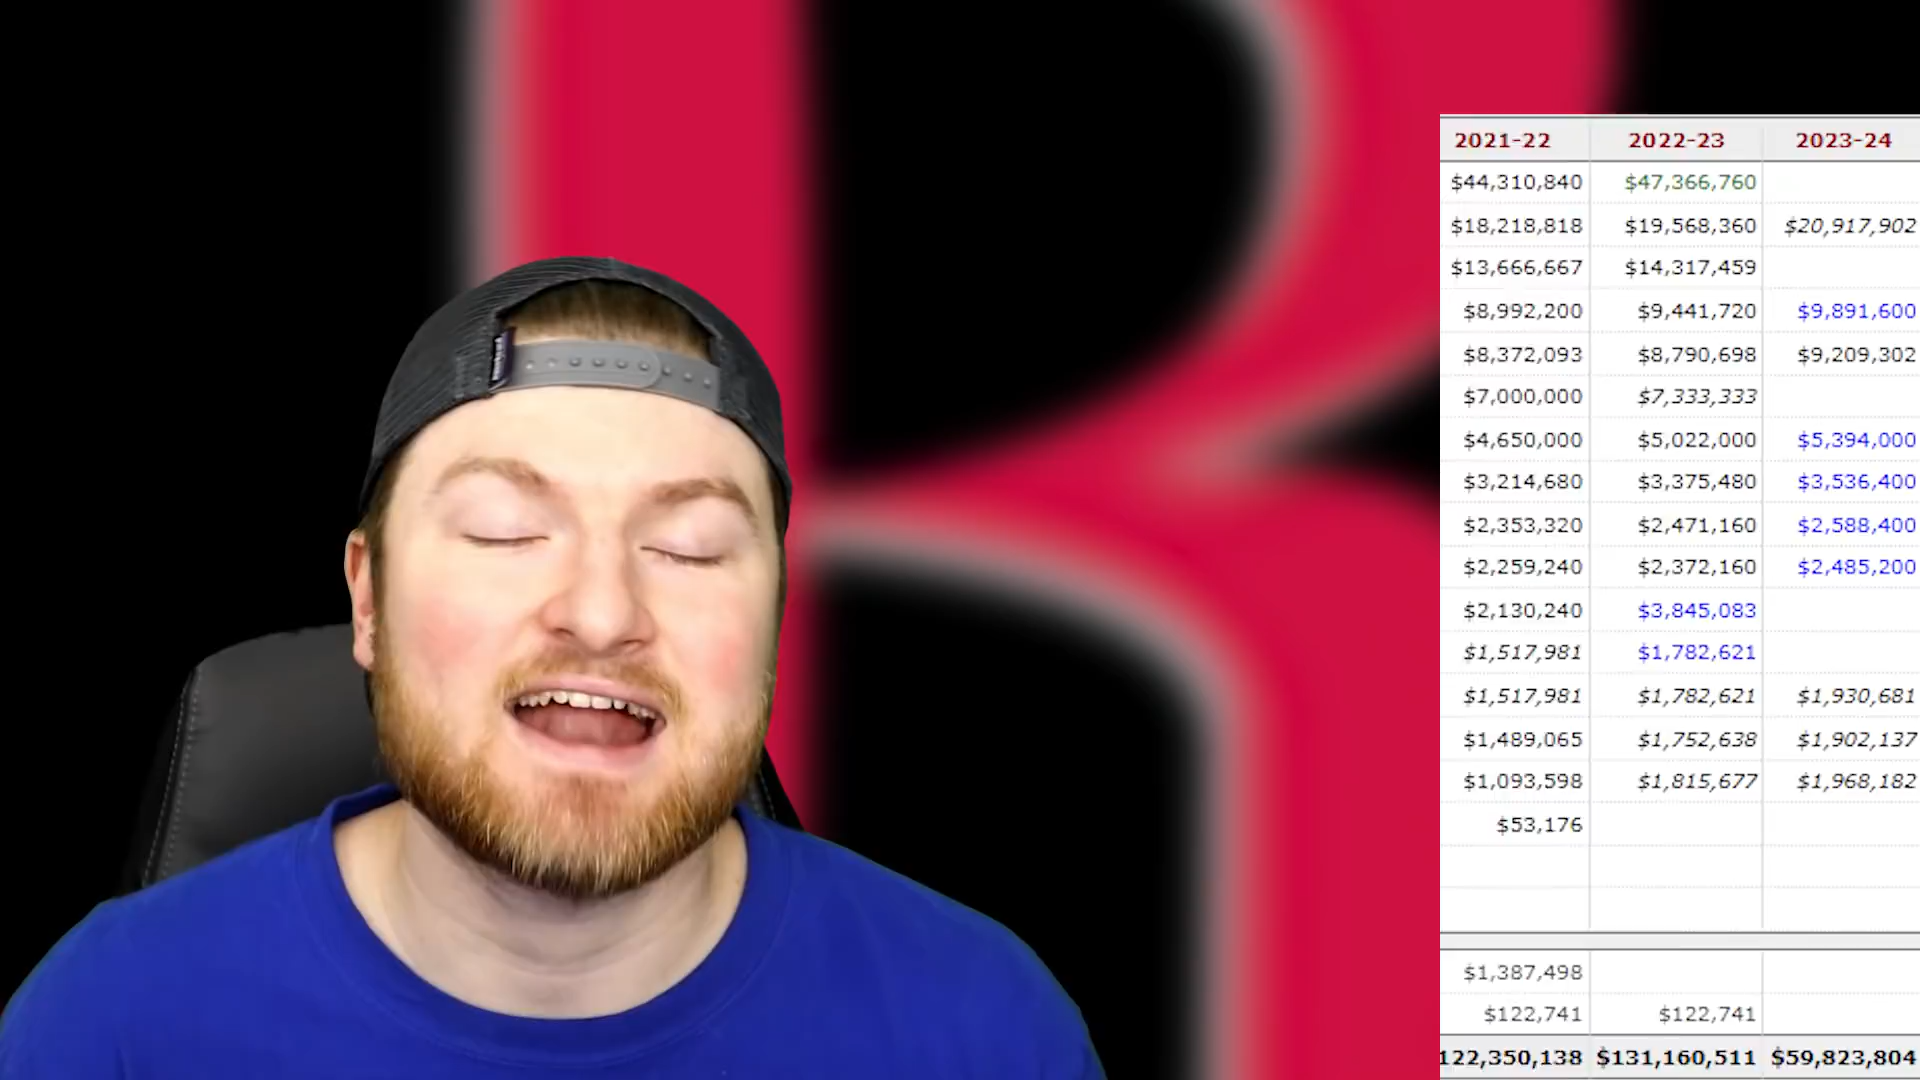 R
2021-22 2022-23 2023-24
$44,310,840 $47,366,760
$18,218,818 $19,568,360 $20,917,902
$13,666,667 $14,317,459
$8,992,200 $9,441,720 $9,891,600
$8,372,093 $8,790,698 $9,209,302
$7,000,000 $7,333,333
$4,650,000 $5,022,000 $5,394,000
$3,214,680 $3,375,480 $3,536,400
$2,353,320 $2,471,160 $2,588,400
$2,259,240 $2,372,160 $2,485,200
$2,130,240 $3,845,083
$1,517,981 $1,782,621
$1,517,981 $1,782,621 $1,930,681
$1,489,065 $1,752,638 $1,902,137
$1,093,598 $1,815,677 $1,968,182
$53,176
$1,387,498
$122,741 $122,741
122,350,138 $131,160,511 $59,823,804